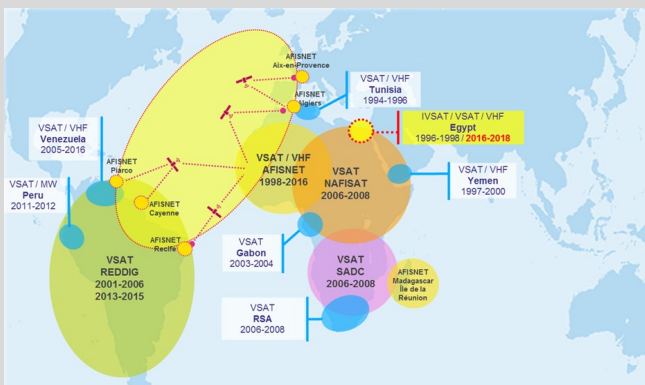 AFISNET
Aix-en-Provence
AFISNET
Algiers
VSAT / VHF
Tunisia
1994-1996
IVSAT / VSAT / VHF
Egypt
1996-1998 / 2016-2018
VSAT / VHF
Venezuela
2005-2016
AFISNET
Piarco
VSAT / VHF
AFISNET
1998-2016
VSAT
NAFISAT
2006-2008
VSAT / VHF
Yemen
1997-2000
VSAT / MW
Peru
2011-2012
AFISNET
Cayenne
AFISNET
Recife
VSAT
Gabon
2003-2004
VSAT
REDDIG
2001-2006
2013-2015
VSAT
SADC
2006-2008
AFISNET
Madagascar
Île de la
Réunion
VSAT
RSA
2006-2008